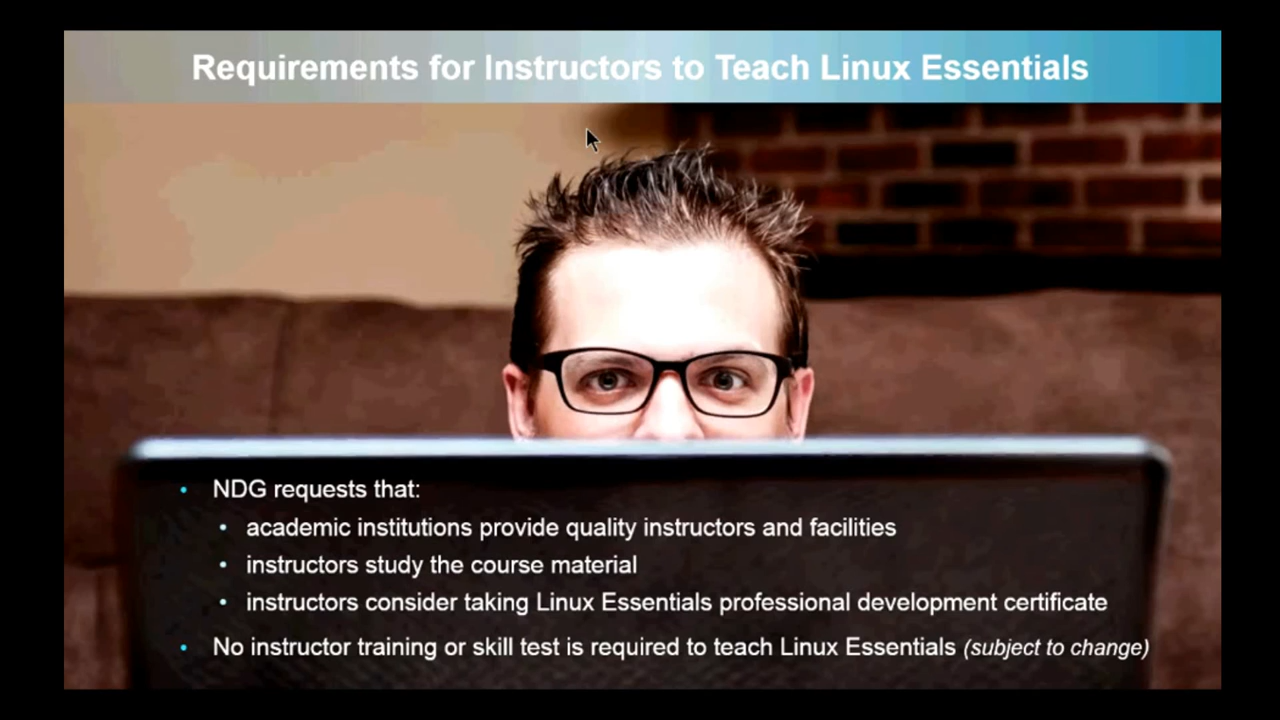 Requirements for Instructors to Teach Linux Essentials
• NDG requests that:
• academic institutions provide quality instructors and facilities
• instructors study the course material
• instructors consider taking Linux Essentials professional development certificate
• No instructor training or skill test is required to teach Linux Essentials (subject to change)